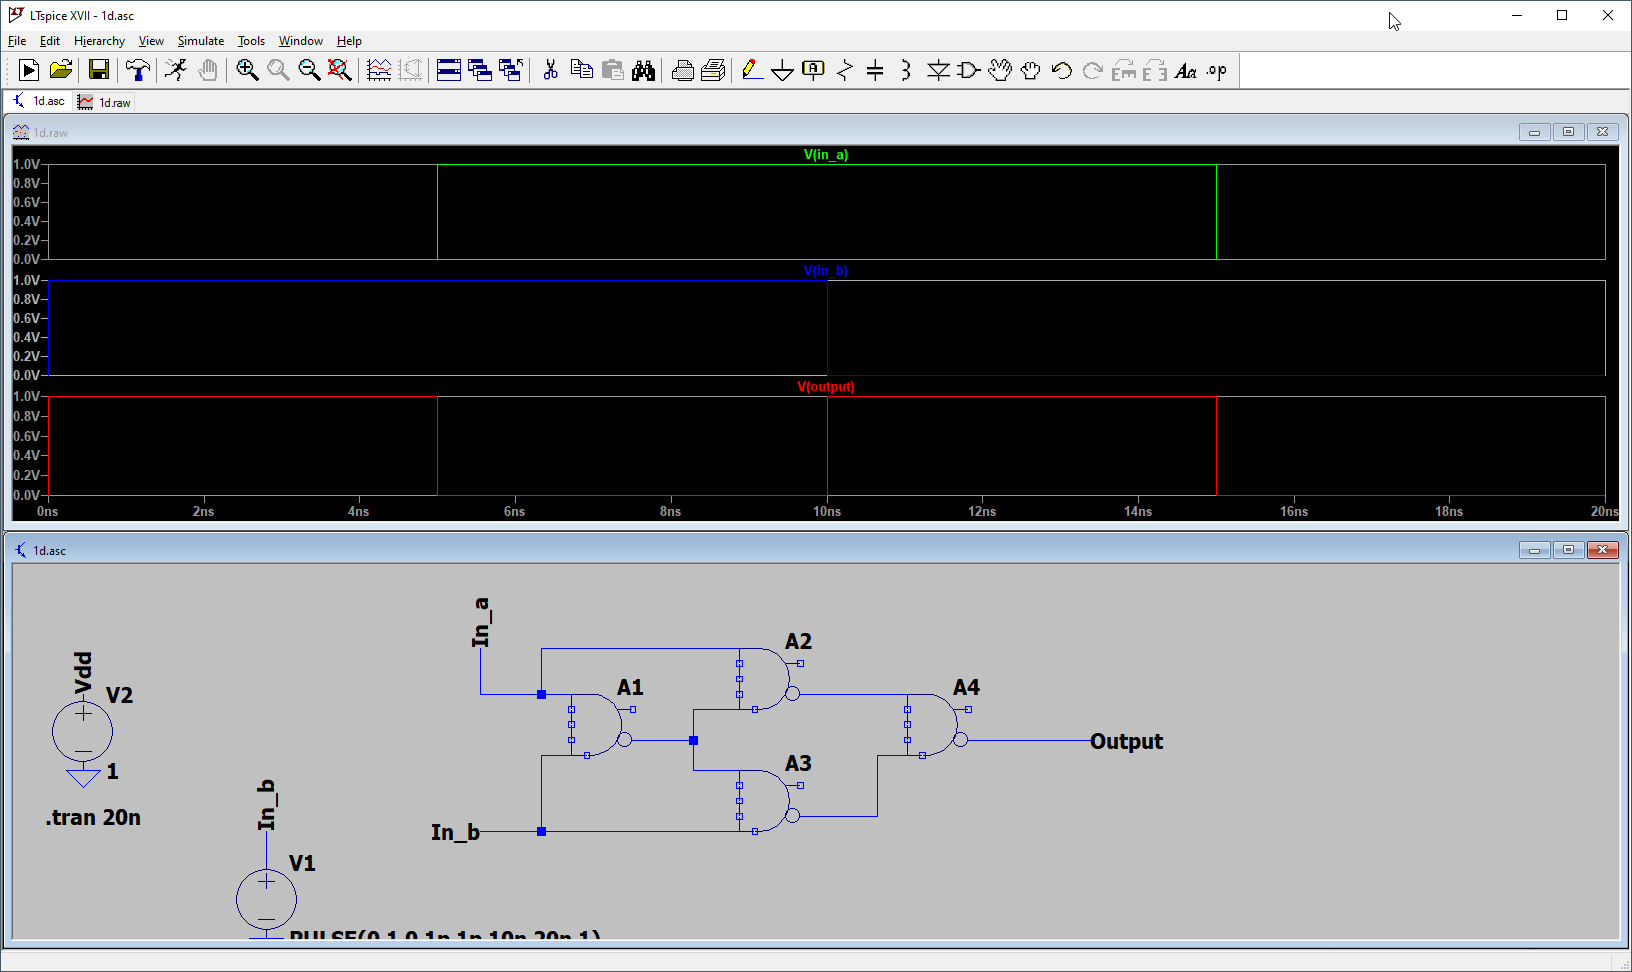 LTspice XVII - 1d.asc
File Edit Hierarchy View Simulate Tools Window Help
A Aa .op
1d.asc 1d.raw
1d.raw
V(in_a)
1.0V
0.8V
0.6V
0.4V
0.2V
0.0V
V(in_b)
1.0V
0.8V
0.6V
0.4V
0.2V
0.0V
V(output)
1.0V
0.8V
0.6V
0.4V
0.2V
0.0V
0ns 2ns 4ns 6ns 8ns 10ns 12ns 14ns 16ns 18ns 20ns
1d.asc
In_a
A2
Vdd
V2
A1
A4
Output
1
A3
.tran 20n
In_b
In_b
V1